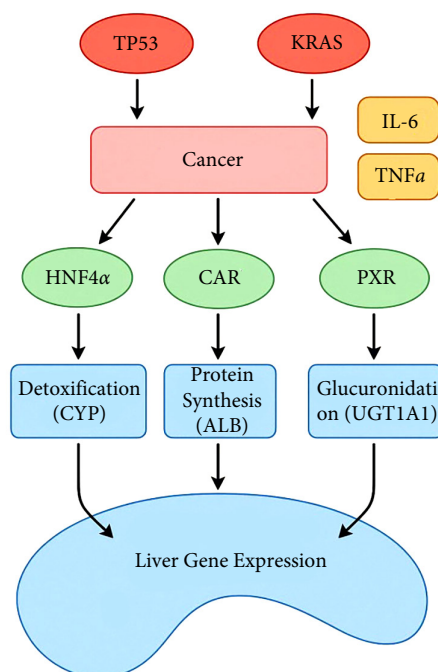 TP53
KRAS
IL-6
Cancer
TNFα
HNF4α
CAR
PXR
Detoxification
(CYP)
Protein
Synthesis
(ALB)
Glucuronidati
on (UGT1A1)
Liver Gene Expression